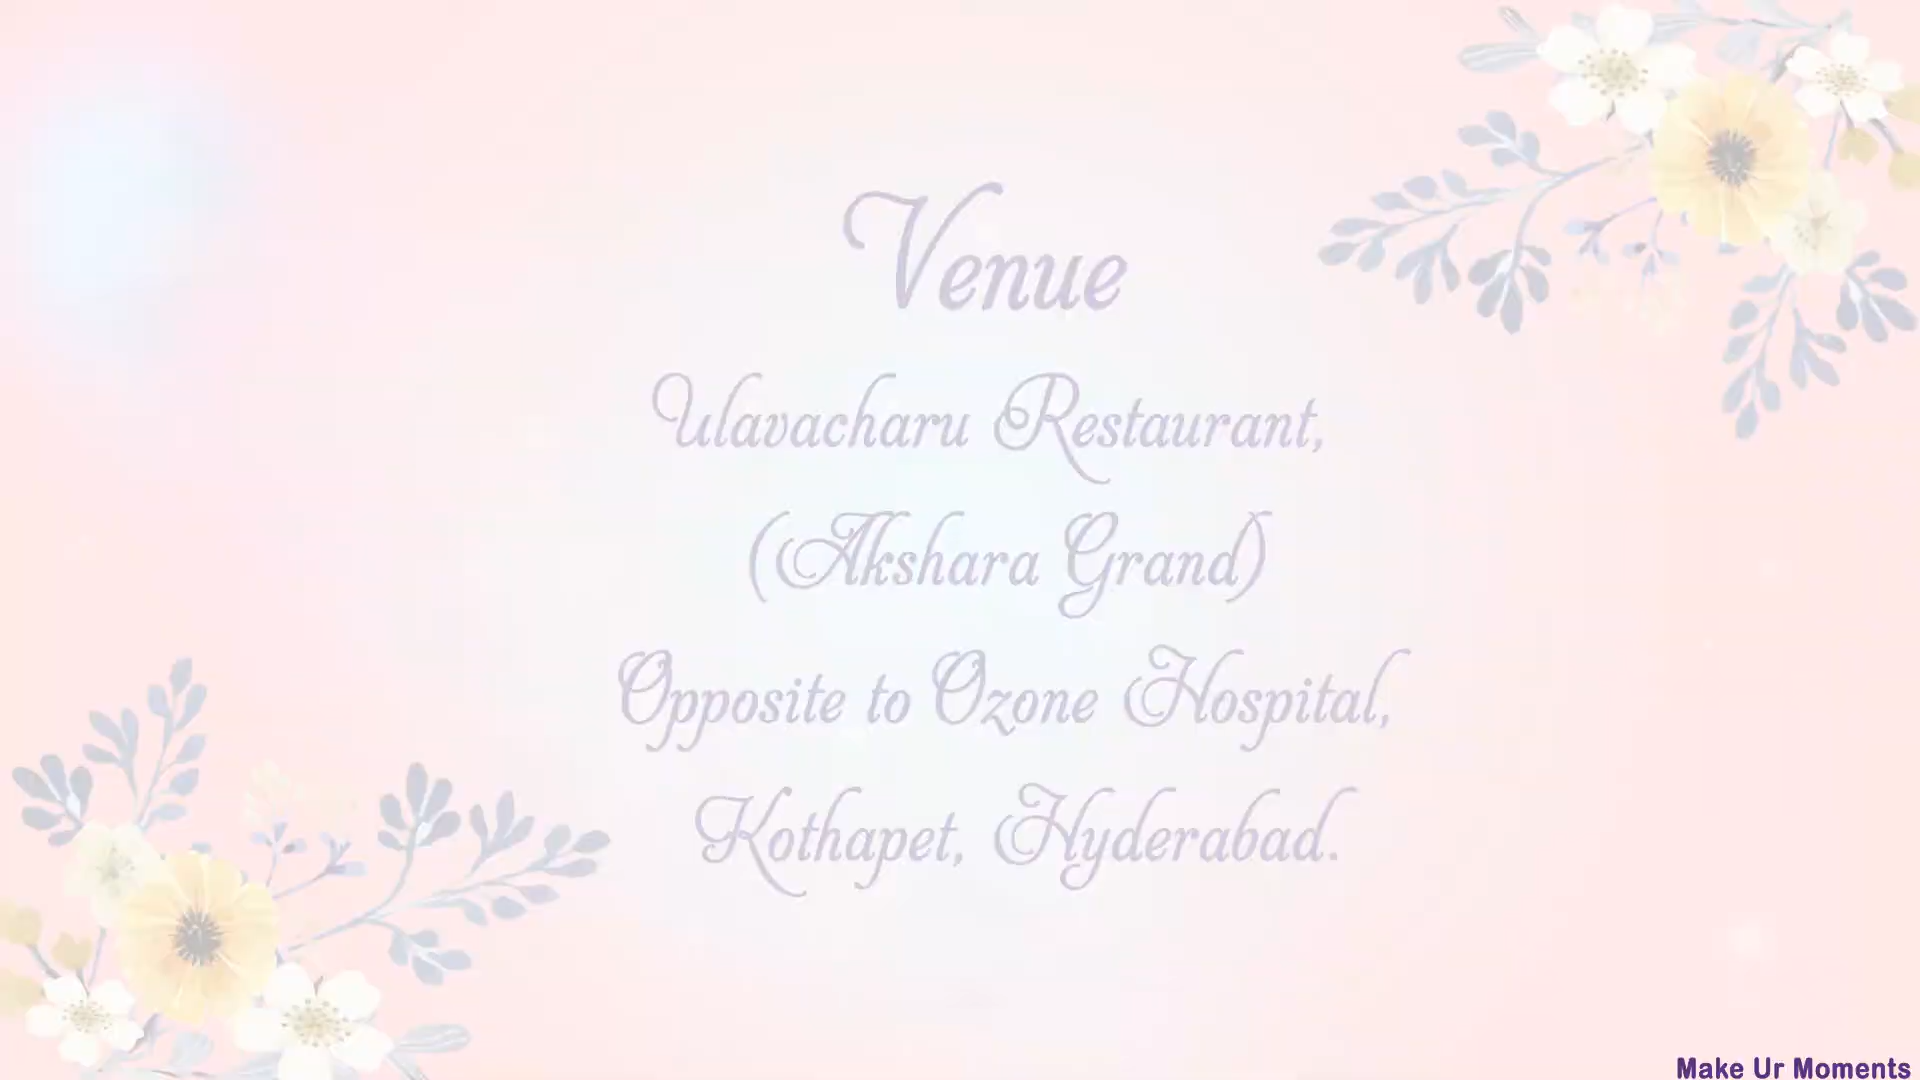 Venue
Ulavacharu Restaurant,
(Akshara Grand)
Opposite to Ozone Hospital,
Kothapet, Hyderabad.
Make Ur Moments